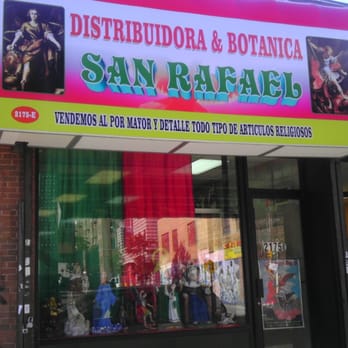 DISTRIBUIDORA & BOTANICA
SAN RAFAEL
2175-E
VENDEMOS AL POR MAYOR Y DETALLE TODO TIPO DE ARTICULOS RELIGIOSOS